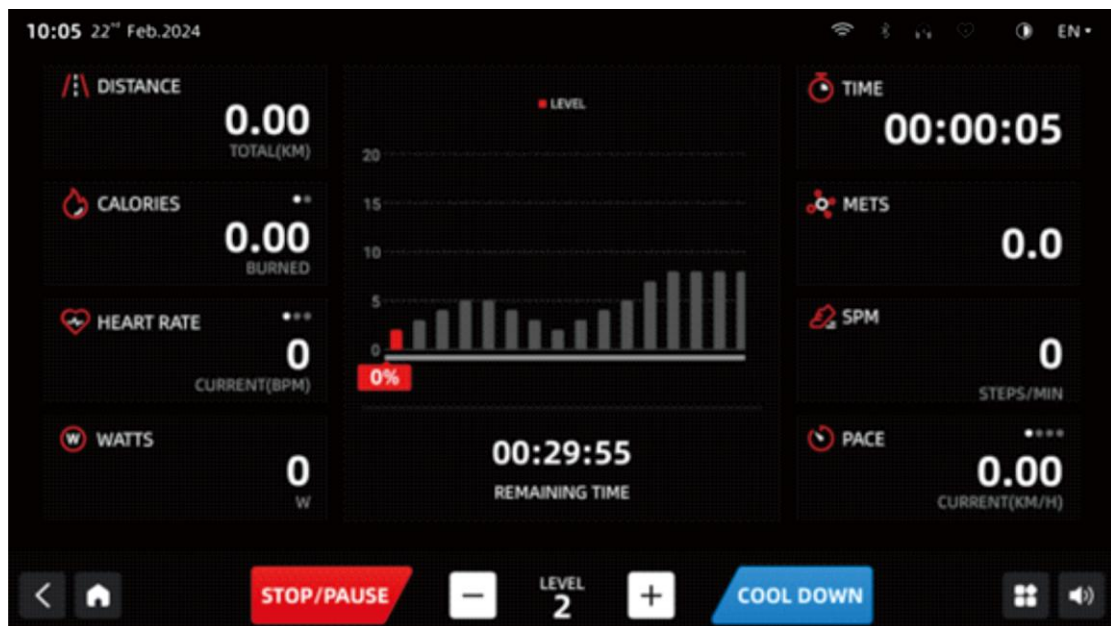 10:05 22nd Feb.2024
EN
DISTANCE
0.00
TOTAL(KM)
CALORIES
0.00
BURNED
HEART RATE
0
CURRENT(BPM)
W WATTS
0
W
LEVEL
20
15
10
5
0
0%
00:29:55
REMAINING TIME
TIME
00:00:05
METS
0.0
SPM
0
STEPS/MIN
PACE
0.00
CURRENT(KM/H)
STOP/PAUSE
LEVEL
2
COOL DOWN